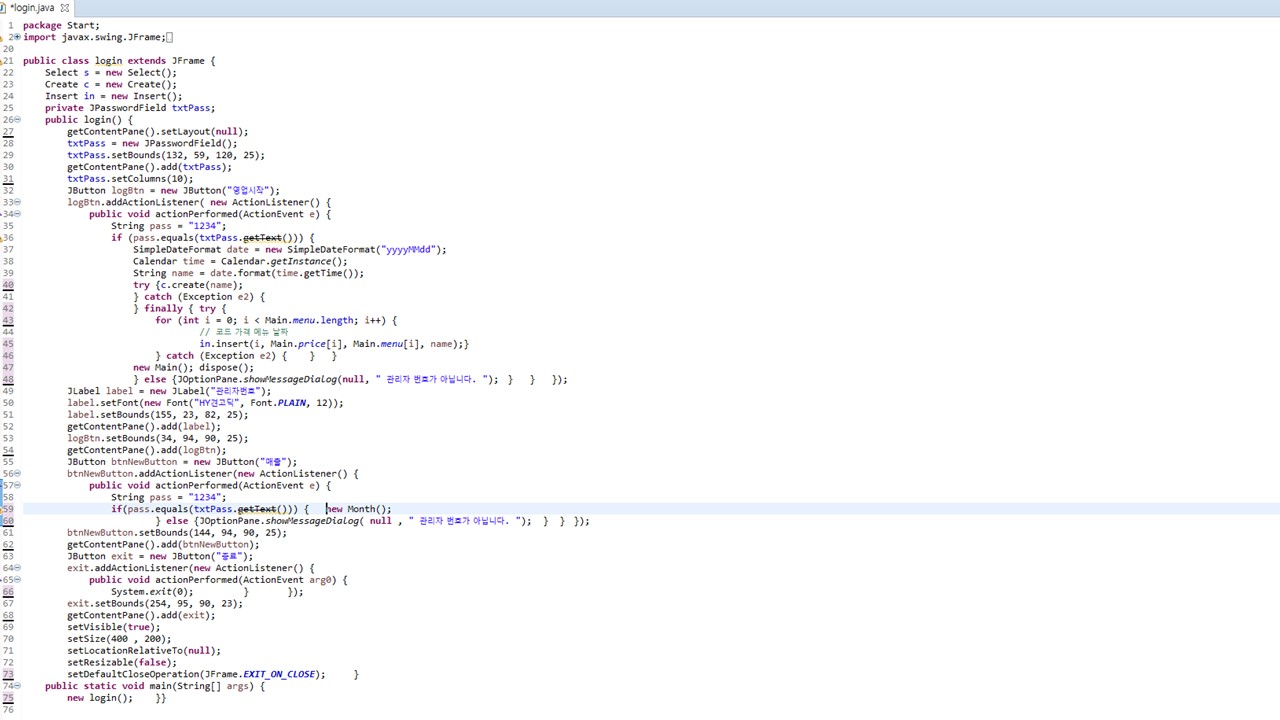 *login.java
1 package Start;
2 import javax.swing.JFrame;
20
21 public class login extends JFrame {
22 Select s = new Select();
23 Create c = new Create();
24 Insert in = new Insert();
25 private JPasswordField txtPass;
26 public login() {
27 getContentPane().setLayout(null);
28 txtPass = new JPasswordField();
29 txtPass.setBounds(132, 59, 120, 25);
30 getContentPane().add(txtPass);
31 txtPass.setColumns(10);
32 JButton logBtn = new JButton("영업시작");
33 logBtn.addActionListener( new ActionListener() {
34 public void actionPerformed(ActionEvent e) {
35 String pass = "1234";
36 if (pass.equals(txtPass.getText())) {
37 SimpleDateFormat date = new SimpleDateFormat("yyyyMMdd");
38 Calendar time = Calendar.getInstance();
39 String name = date.format(time.getTime());
40 try {c.create(name);
41 } catch (Exception e2) {
42 } finally { try {
43 for (int i = 0; i < Main.menu.length; i++) {
44 // 코드 가격 메뉴 날짜
45 in.insert(i, Main.price[i], Main.menu[i], name);}
46 } catch (Exception e2) { } }
47 new Main(); dispose();
48 } else {JOptionPane.showMessageDialog(null, " 관리자 번호가 아닙니다. "); } } });
49 JLabel label = new JLabel("관리자번호");
50 label.setFont(new Font("HY견고딕", Font.PLAIN, 12));
51 label.setBounds(155, 23, 82, 25);
52 getContentPane().add(label);
53 logBtn.setBounds(34, 94, 90, 25);
54 getContentPane().add(logBtn);
55 JButton btnNewButton = new JButton("매출");
56 btnNewButton.addActionListener(new ActionListener() {
57 public void actionPerformed(ActionEvent e) {
58 String pass = "1234";
59 if(pass.equals(txtPass.getText())) { new Month();
60 } else {JOptionPane.showMessageDialog( null , " 관리자 번호가 아닙니다. "); } } });
61 btnNewButton.setBounds(144, 94, 90, 25);
62 getContentPane().add(btnNewButton);
63 JButton exit = new JButton("종료");
64 exit.addActionListener(new ActionListener() {
65 public void actionPerformed(ActionEvent arg0) {
66 System.exit(0); } });
67 exit.setBounds(254, 95, 90, 23);
68 getContentPane().add(exit);
69 setVisible(true);
70 setSize(400 , 200);
71 setLocationRelativeTo(null);
72 setResizable(false);
73 setDefaultCloseOperation(JFrame.EXIT_ON_CLOSE); }
74 public static void main(String[] args) {
75 new login(); }}
76